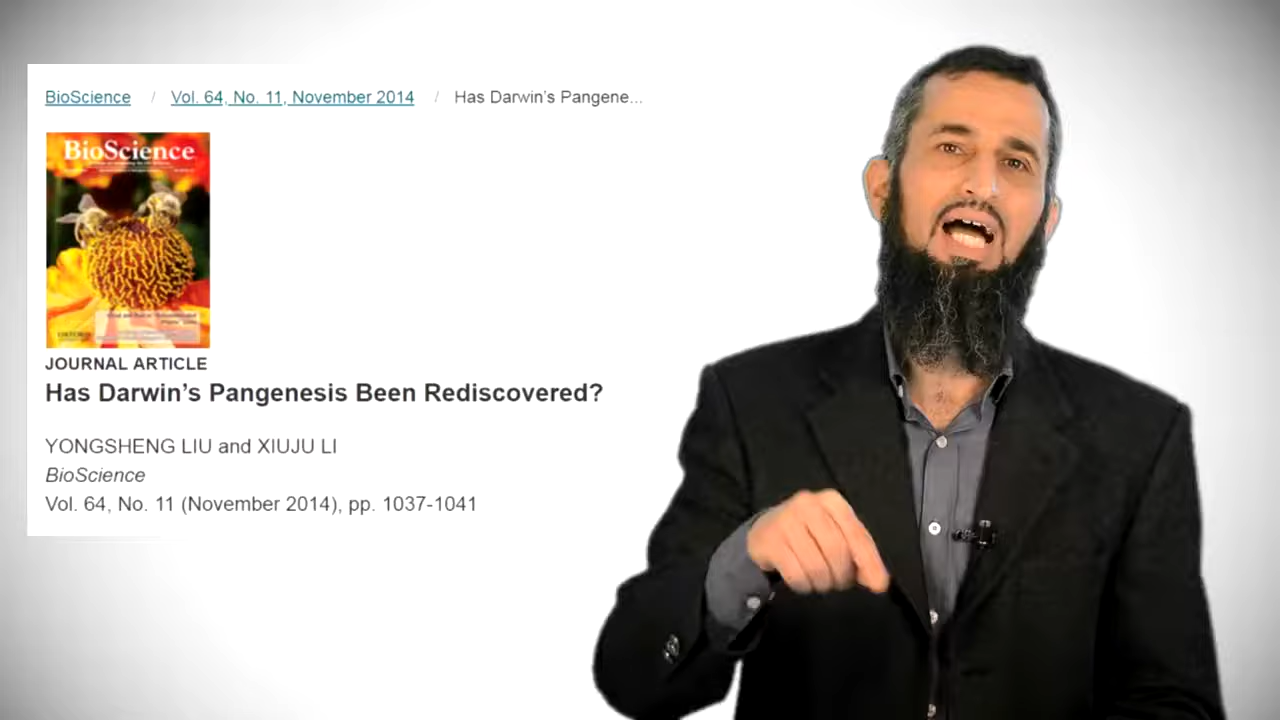 BioScience / Vol. 64, No. 11, November 2014 / Has Darwin's Pangene...
BioScience
JOURNAL ARTICLE
Has Darwin's Pangenesis Been Rediscovered?
YONGSHENG LIU and XIUJU LI
BioScience
Vol. 64, No. 11 (November 2014), pp. 1037-1041